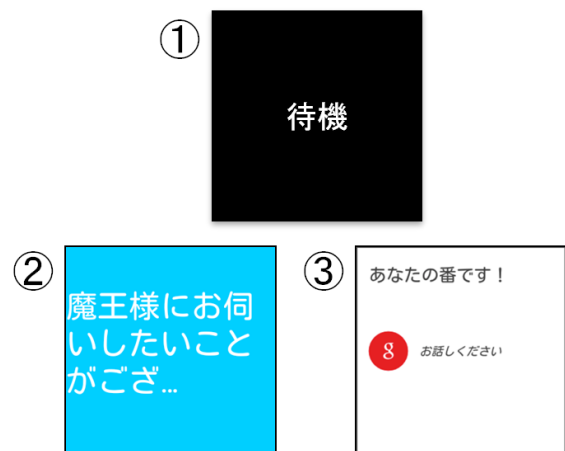 ①
待機
②
魔王様にお伺
いしたいこと
がござ...
③
あなたの番です！
g
お話しください